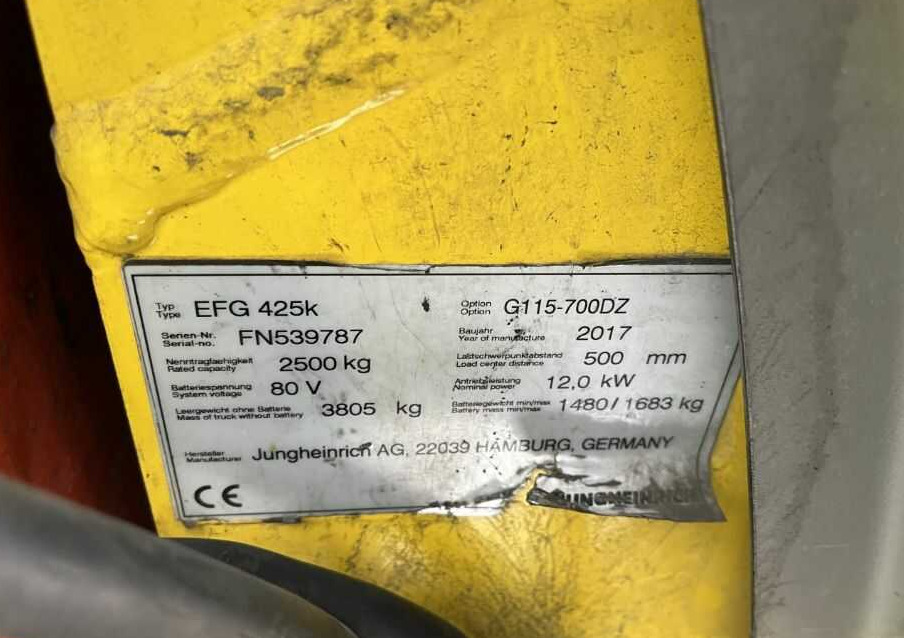 Typ EFG 425k Option G115-700DZ
Type Option
Serien-Nr. FN539787 Baujahr 2017
Serial-no. Year of manufacture
Nenntragfaehigkeit 2500 kg Lastschwerpunktabstand 500 mm
Rated capacity Load center distance
Batteriespannung 80 V Antriebsleistung 12,0 kW
System voltage Nominal power
Leergewicht ohne Batterie 3805 kg Batteriegewicht min/max 1480 / 1683 kg
Mass of truck without battery Battery mass min/max
Hersteller Jungheinrich AG, 22039 HAMBURG, GERMANY
Manufacturer
CE JUNGHEINRICH